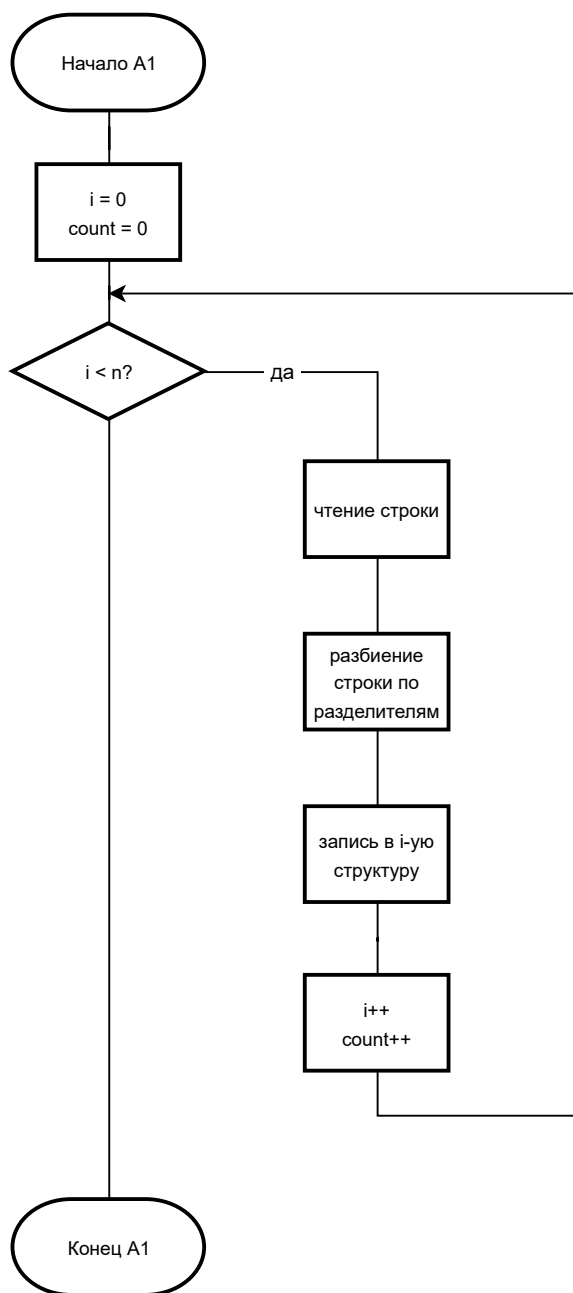 Начало А1
i = 0
count = 0
i < n?
да
чтение строки
разбиение
строки по
разделителям
запись в i-ую
структуру
i++
count++
Конец А1